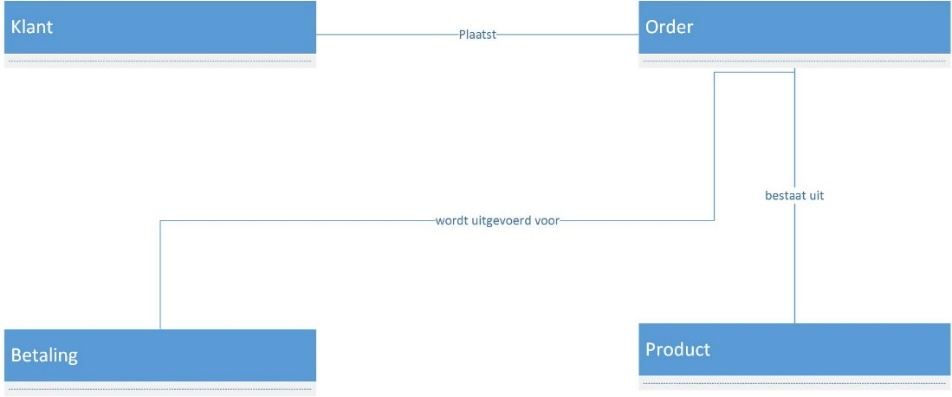 Klant
Plaatst
Order
bestaat uit
wordt uitgevoerd voor
Betaling
Product